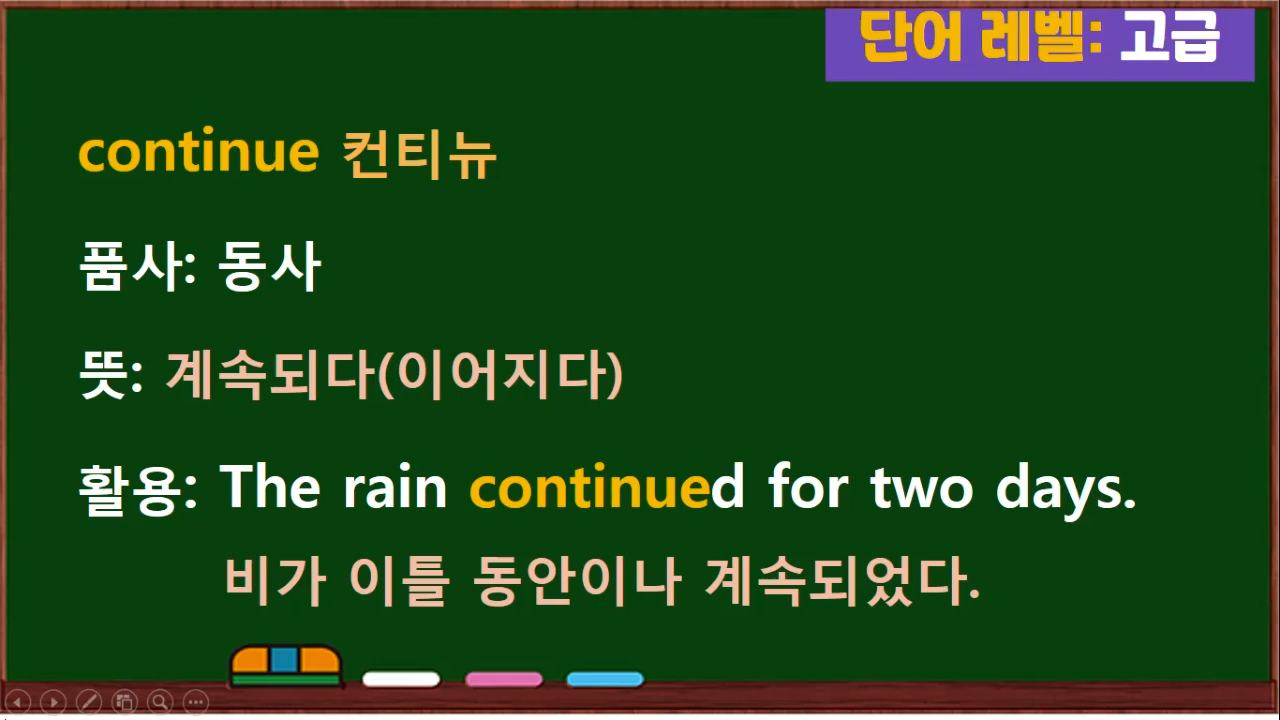 단어 레벨: 고급
continue 컨티뉴
품사: 동사
뜻: 계속되다(이어지다)
활용: The rain continued for two days.
비가 이틀 동안이나 계속되었다.